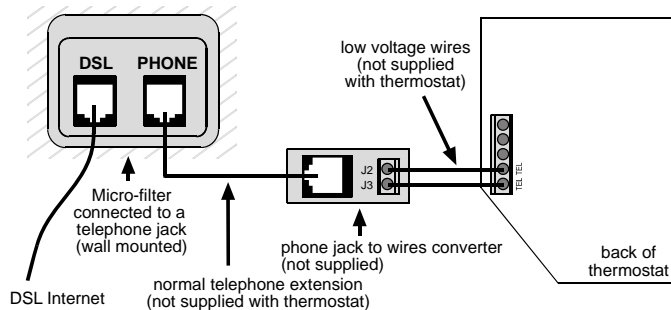 DSL PHONE
low voltage wires
(not supplied
with thermostat)
J2
J3
TEL TEL
Micro-filter
connected to a
telephone jack
(wall mounted)
phone jack to wires converter
(not supplied)
back of
thermostat
DSL Internet
normal telephone extension
(not supplied with thermostat)